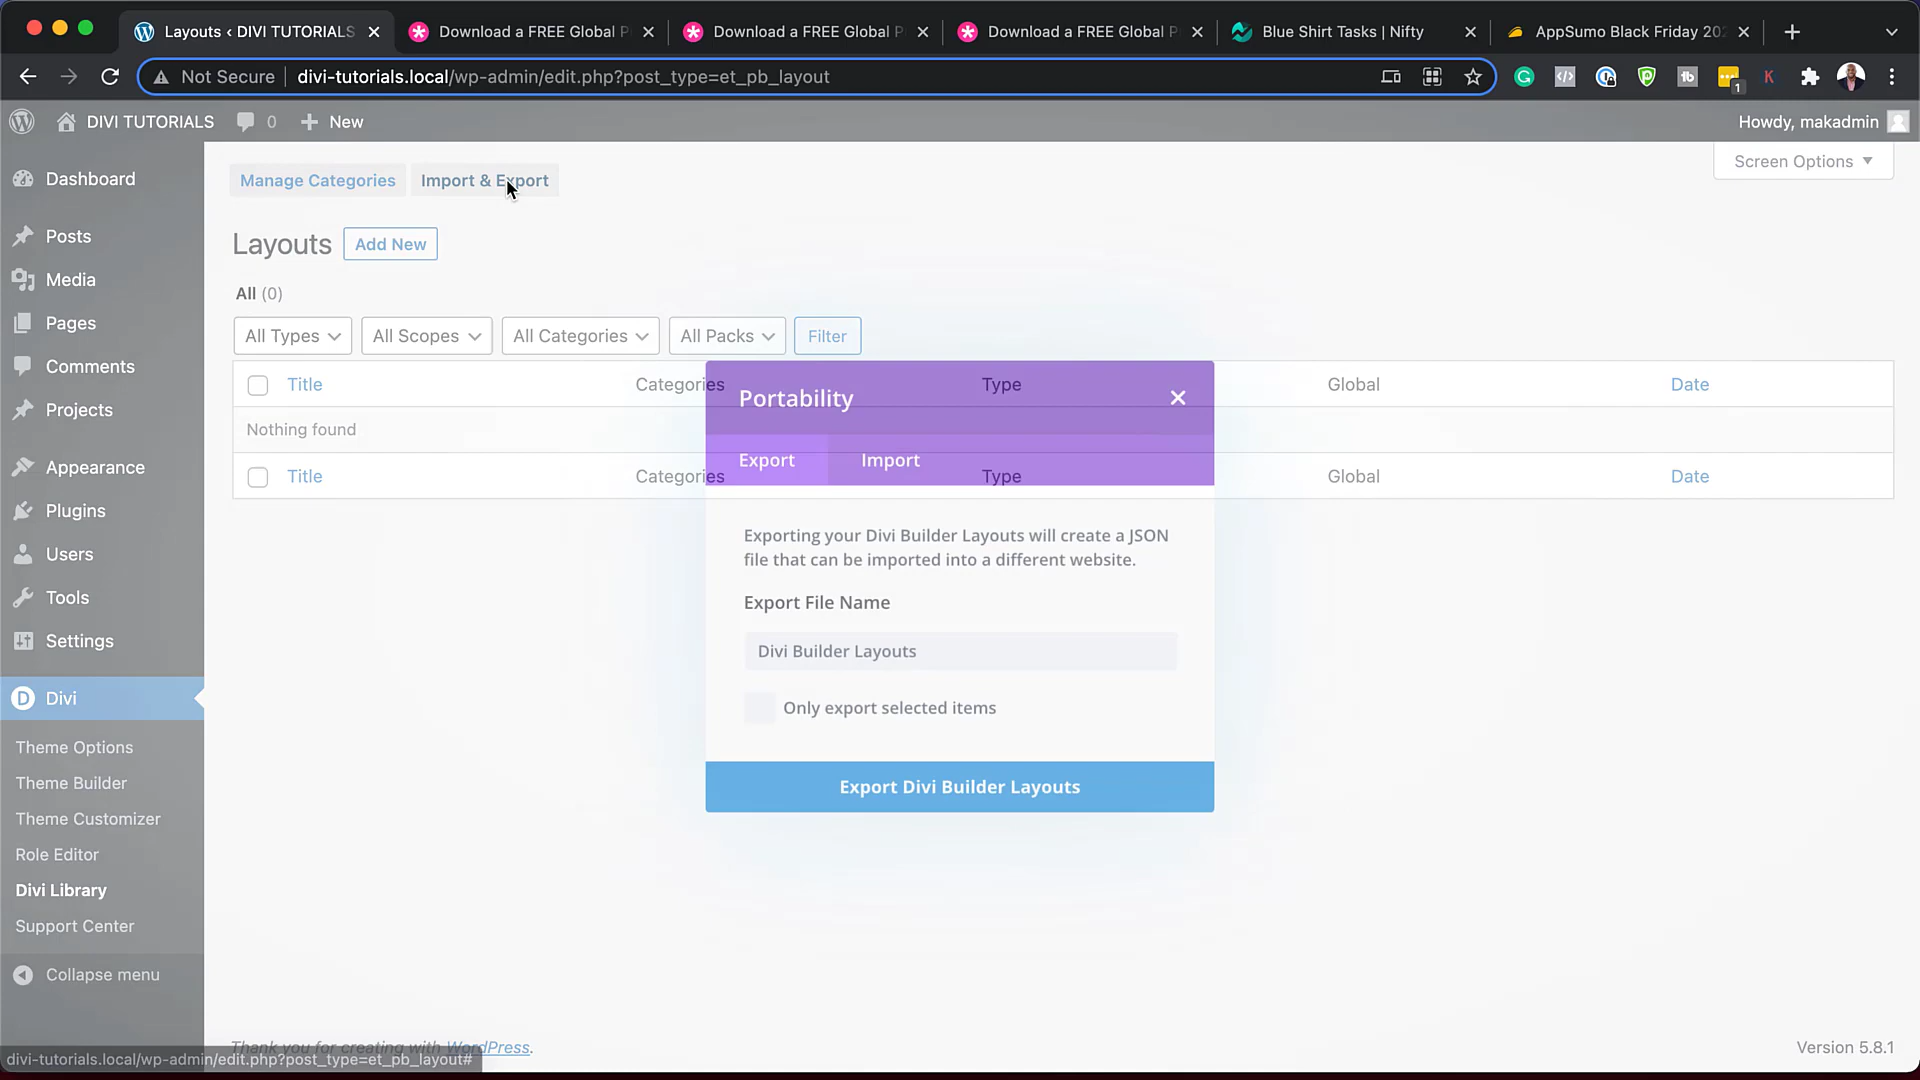 Layouts ‹ DIVI TUTORIALS
Download a FREE Global P
Download a FREE Global P
Download a FREE Global P
Blue Shirt Tasks | Nifty
AppSumo Black Friday 202
Not Secure
divi-tutorials.local/wp-admin/edit.php?post_type=et_pb_layout
1
DIVI TUTORIALS
0
New
Howdy, makadmin
Dashboard
Posts
Media
Pages
Comments
Projects
Appearance
Plugins
Users
Tools
Settings
Divi
Theme Options
Theme Builder
Theme Customizer
Role Editor
Divi Library
Support Center
Collapse menu
Manage Categories
Import & Export
Screen Options
Layouts
Add New
All (0)
All Types
All Scopes
All Categories
All Packs
Filter
Title Categories Type Global Date
Nothing found
Title Categories Type Global Date
Portability
Export
Import
Exporting your Divi Builder Layouts will create a JSON
file that can be imported into a different website.
Export File Name
Divi Builder Layouts
Only export selected items
Export Divi Builder Layouts
Thank you for creating with WordPress.
Version 5.8.1
divi-tutorials.local/wp-admin/edit.php?post_type=et_pb_layout#